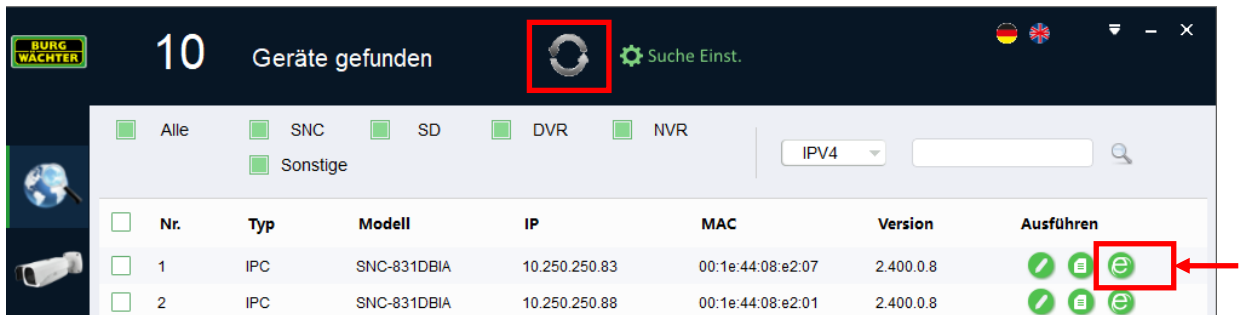 BURG
WÄCHTER
10 Geräte gefunden Suche Einst.
Alle SNC SD DVR NVR
Sonstige
IPV4
Nr. Typ Modell IP MAC Version Ausführen
1 IPC SNC-831DBIA 10.250.250.83 00:1e:44:08:e2:07 2.400.0.8
2 IPC SNC-831DBIA 10.250.250.88 00:1e:44:08:e2:01 2.400.0.8